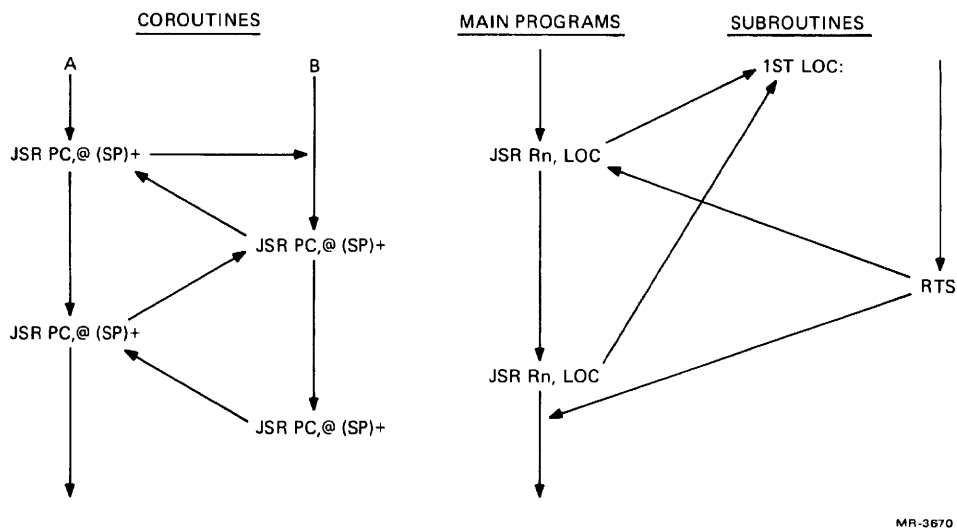 COROUTINES
A
B
JSR PC,@ (SP)+
JSR PC,@ (SP)+
JSR PC,@ (SP)+
JSR PC,@ (SP)+
MAIN PROGRAMS
SUBROUTINES
1ST LOC:
JSR Rn, LOC
RTS
JSR Rn, LOC
MR-3670